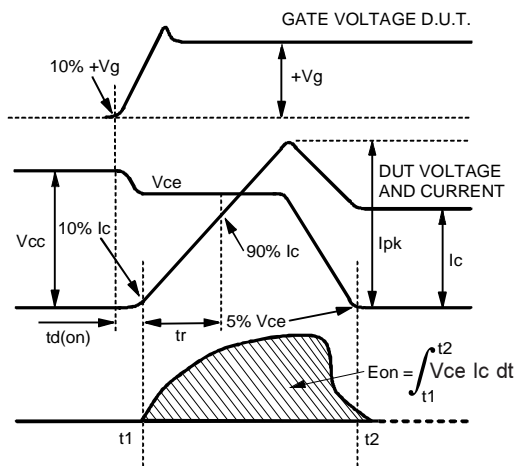 GATE VOLTAGE D.U.T.
10% +Vg
+Vg
Vce
DUT VOLTAGE
AND CURRENT
Vcc
10% Ic
90% Ic
Ipk
Ic
td(on)
tr
5% Vce
Eon = ∫ Vce Ic dt
t2
t1
t1
t2